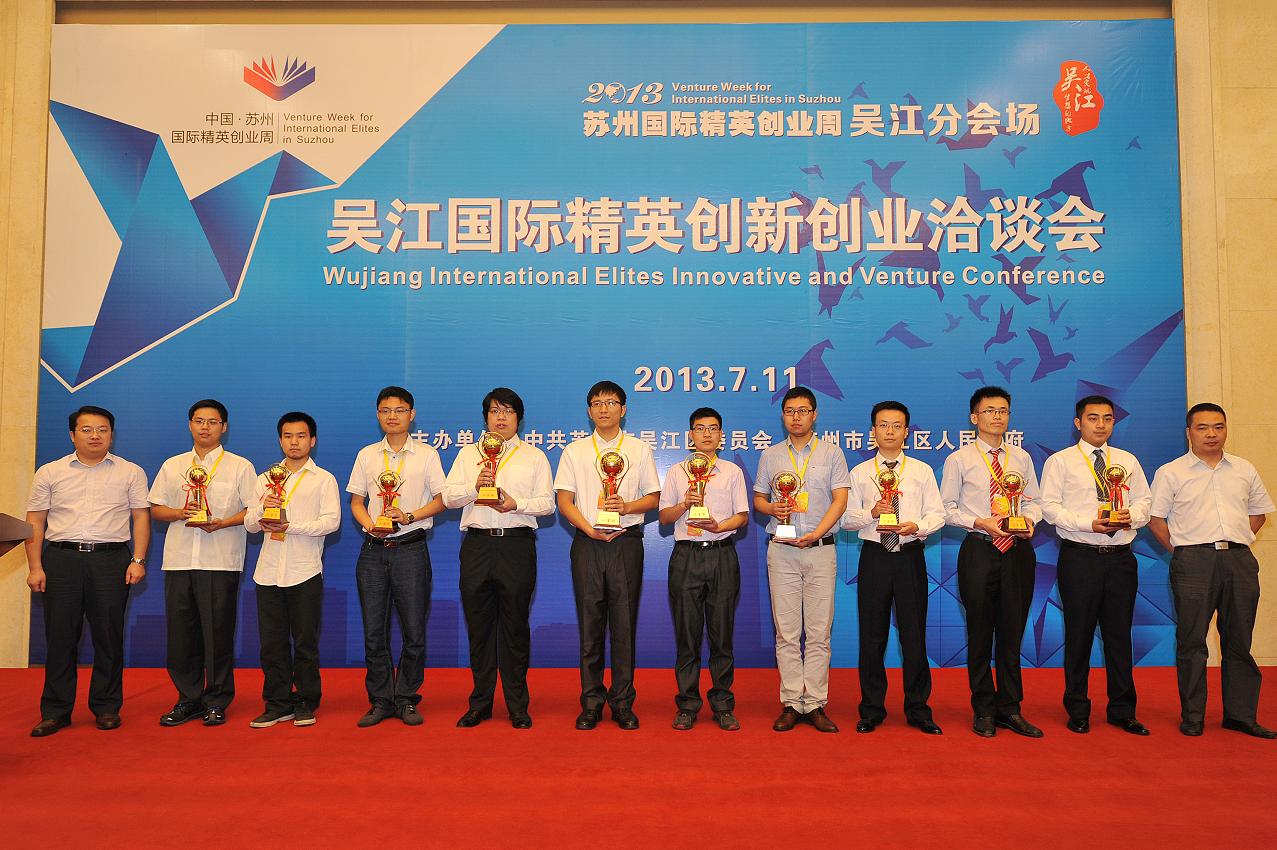 中国·苏州
国际精英创业周
Venture Week for
International Elites
in Suzhou
2013
Venture Week for
International Elites in Suzhou
苏州国际精英创业周 吴江分会场
吴江
吴江国际精英创新创业洽谈会
Wujiang International Elites Innovative and Venture Conference
2013.7.11
主办单 中共 吴江 委员会 州市吴 区人民 府